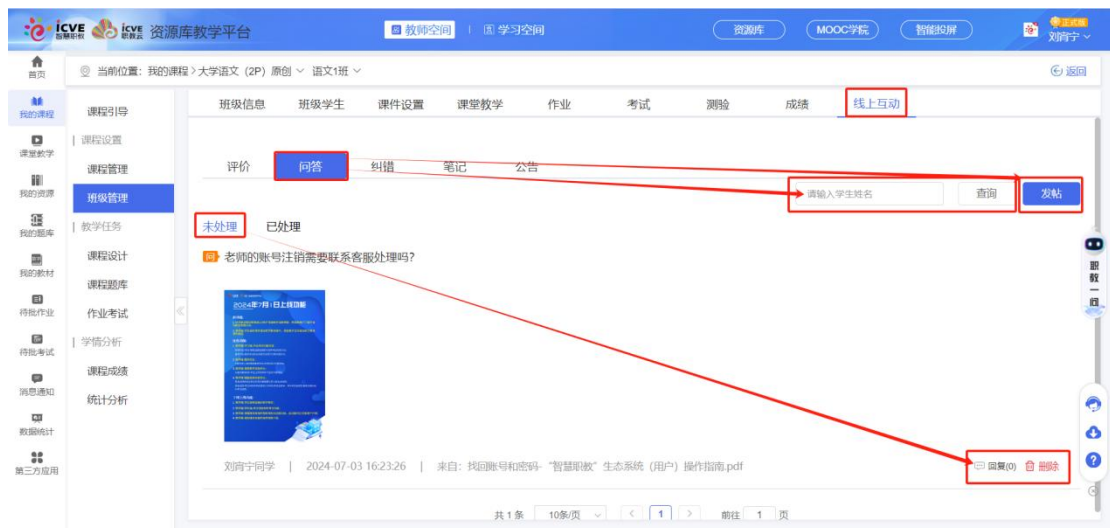 icve 智慧职教 icve 职教云 资源库教学平台
教师空间
学习空间
资源库
MOOC学院
智能投屏
正式版
刘宵宁
首页
当前位置：我的课程 > 大学语文（2P）原创 语文1班
返回
我的课程
课堂教学
我的资源
我的题库
我的教材
待批作业
待批考试
消息通知
数据统计
第三方应用
课程引导
课程设置
课程管理
班级管理
教学任务
课程设计
课程题库
作业考试
学情分析
课程成绩
统计分析
班级信息 班级学生 课件设置 课堂教学 作业 考试 测验 成绩 线上互动
评价 问答 纠错 笔记 公告
请输入学生姓名 查询 发帖
未处理 已处理
问 老师的账号注销需要联系客服处理吗？
2024年7月1日上线功能
刘宵宁同学 | 2024-07-03 16:23:26 | 来自：找回账号和密码-“智慧职教”生态系统（用户）操作指南.pdf
回复(0) 删除
共 1 条 10条/页 < 1 > 前往 1 页
职教一问